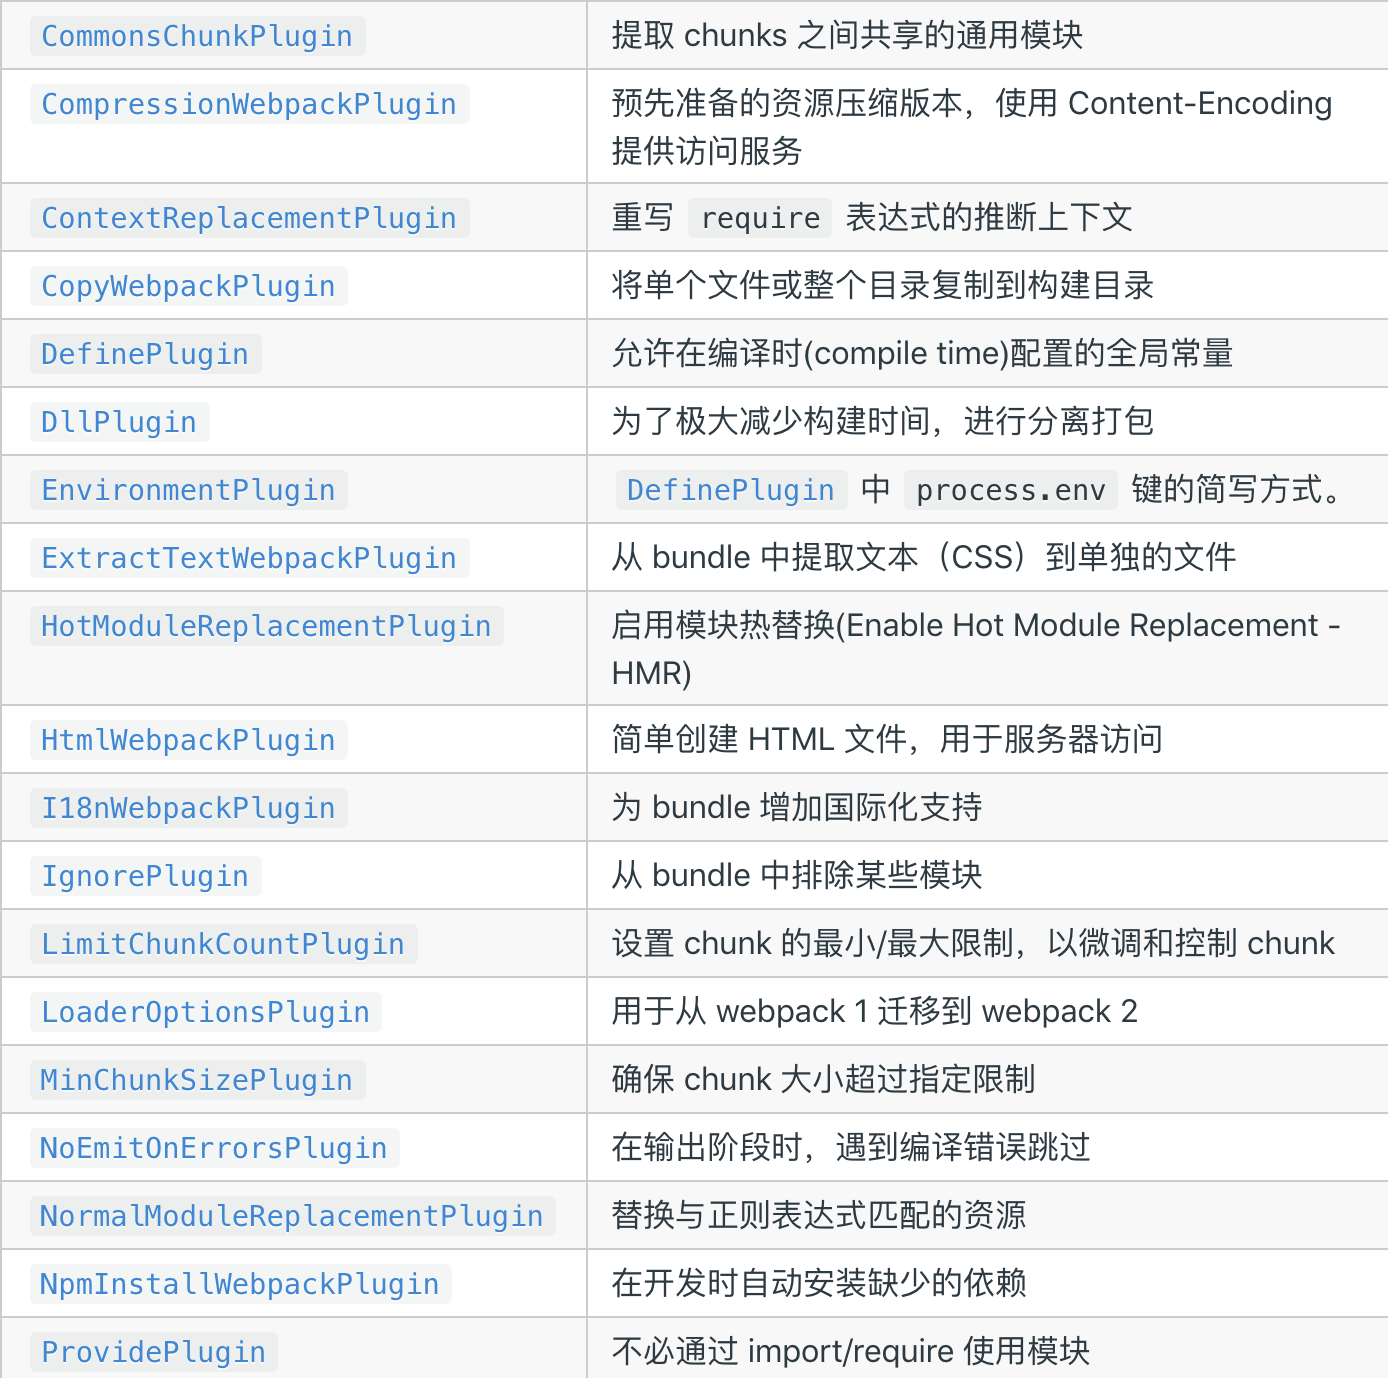 CommonsChunkPlugin 提取 chunks 之间共享的通用模块
CompressionWebpackPlugin 预先准备的资源压缩版本，使用 Content-Encoding
提供访问服务
ContextReplacementPlugin 重写 require 表达式的推断上下文
CopyWebpackPlugin 将单个文件或整个目录复制到构建目录
DefinePlugin 允许在编译时(compile time)配置的全局常量
DllPlugin 为了极大减少构建时间，进行分离打包
EnvironmentPlugin DefinePlugin 中 process.env 键的简写方式。
ExtractTextWebpackPlugin 从 bundle 中提取文本（CSS）到单独的文件
HotModuleReplacementPlugin 启用模块热替换(Enable Hot Module Replacement -
HMR)
HtmlWebpackPlugin 简单创建 HTML 文件，用于服务器访问
I18nWebpackPlugin 为 bundle 增加国际化支持
IgnorePlugin 从 bundle 中排除某些模块
LimitChunkCountPlugin 设置 chunk 的最小/最大限制，以微调和控制 chunk
LoaderOptionsPlugin 用于从 webpack 1 迁移到 webpack 2
MinChunkSizePlugin 确保 chunk 大小超过指定限制
NoEmitOnErrorsPlugin 在输出阶段时，遇到编译错误跳过
NormalModuleReplacementPlugin 替换与正则表达式匹配的资源
NpmInstallWebpackPlugin 在开发时自动安装缺少的依赖
ProvidePlugin 不必通过 import/require 使用模块